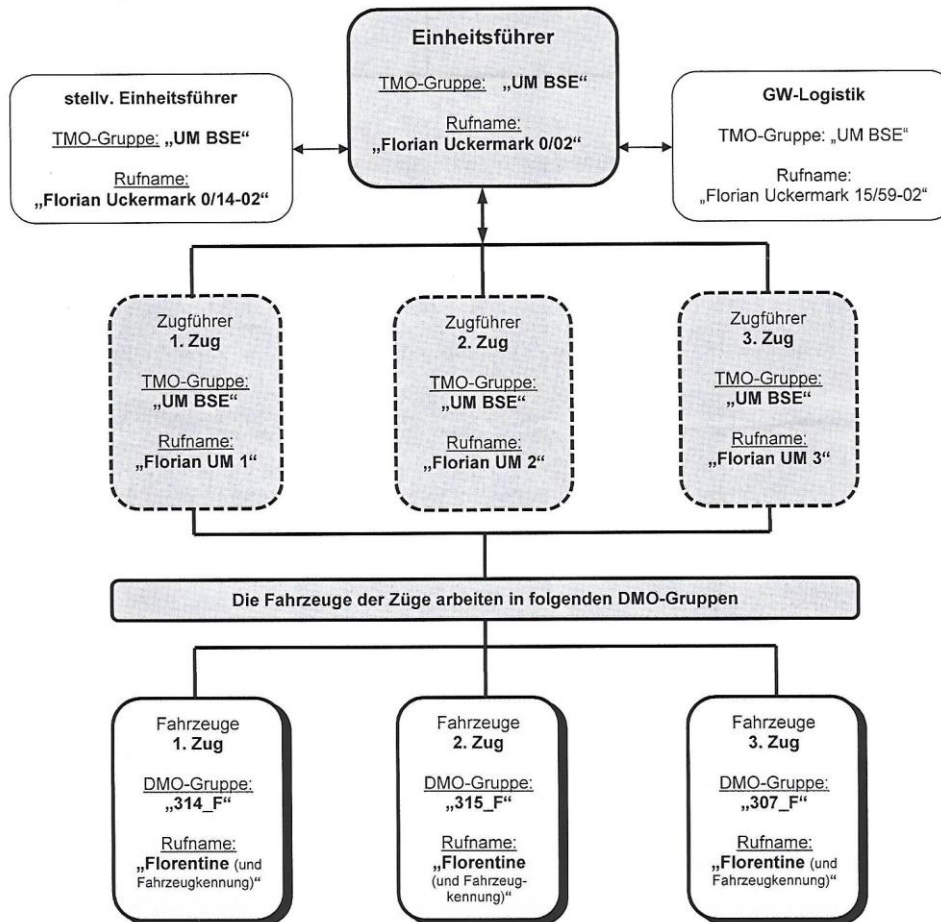 Einheitsführer
TMO-Gruppe: „UM BSE“
Rufname:
„Florian Uckermark 0/02“
stellv. Einheitsführer
TMO-Gruppe: „UM BSE“
Rufname:
„Florian Uckermark 0/14-02“
GW-Logistik
TMO-Gruppe: „UM BSE“
Rufname:
„Florian Uckermark 15/59-02“
Zugführer
1. Zug
TMO-Gruppe:
„UM BSE“
Rufname:
„Florian UM 1“
Zugführer
2. Zug
TMO-Gruppe:
„UM BSE“
Rufname:
„Florian UM 2“
Zugführer
3. Zug
TMO-Gruppe:
„UM BSE“
Rufname:
„Florian UM 3“
Die Fahrzeuge der Züge arbeiten in folgenden DMO-Gruppen
Fahrzeuge
1. Zug
DMO-Gruppe:
„314_F“
Rufname:
„Florentine (und
Fahrzeugkennung)“
Fahrzeuge
2. Zug
DMO-Gruppe:
„315_F“
Rufname:
„Florentine
(und Fahrzeug-
kennung)“
Fahrzeuge
3. Zug
DMO-Gruppe:
„307_F“
Rufname:
„Florentine (und
Fahrzeugkennung)“